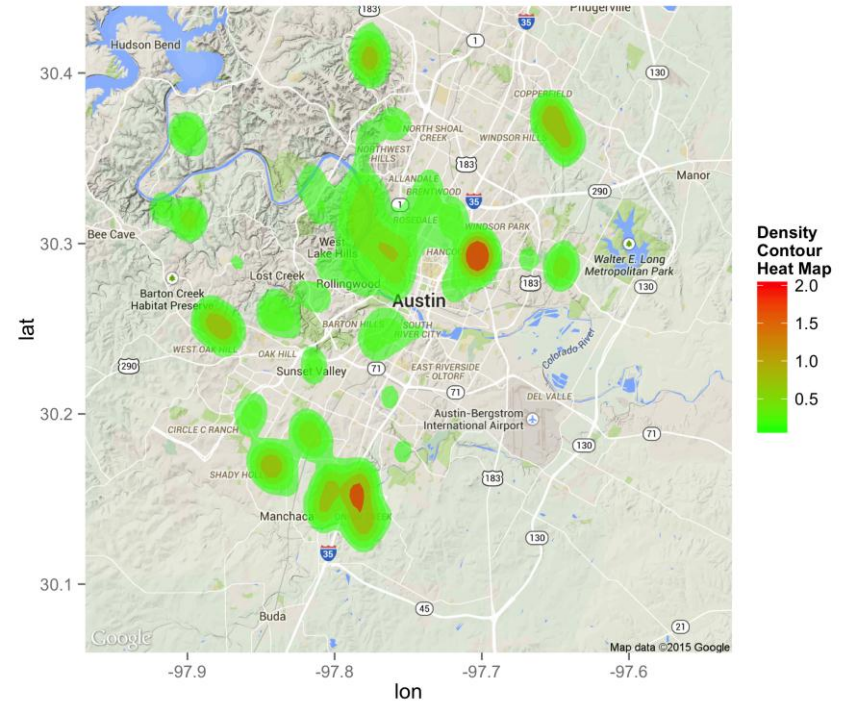 183
Pflugerville
35
Hudson Bend
1
30.4
130
COPPERFIELD
NORTH SHOAL
CREEK
WINDSOR HILLS
NORTHWEST
HILLS
183
Manor
ALLANDALE
290
BRENTWOOD
1
35
ROSEDALE
WINDSOR PARK
Bee Cave
30.3
West
Lake Hills
HANCOCK
Walter E. Long
Metropolitan Park
Lost Creek
Rollingwood
183
130
Barton Creek
Habitat Preserve
Austin
BARTON HILLS
SOUTH
RIVER CITY
Colorado River
WEST OAK HILL
OAK HILL
290
Sunset Valley
71
EAST RIVERSIDE
- OLTORF
71
DEL VALLE
30.2
Austin-Bergstrom
International Airport
CIRCLE C RANCH
71
130
SHADY HOL
183
Manchaca
130
35
30.1
45
Buda
21
Google
Map data ©2015 Google
-97.9
-97.8
-97.7
-97.6
lon
lat
Density
Contour
Heat Map
2.0
1.5
1.0
0.5